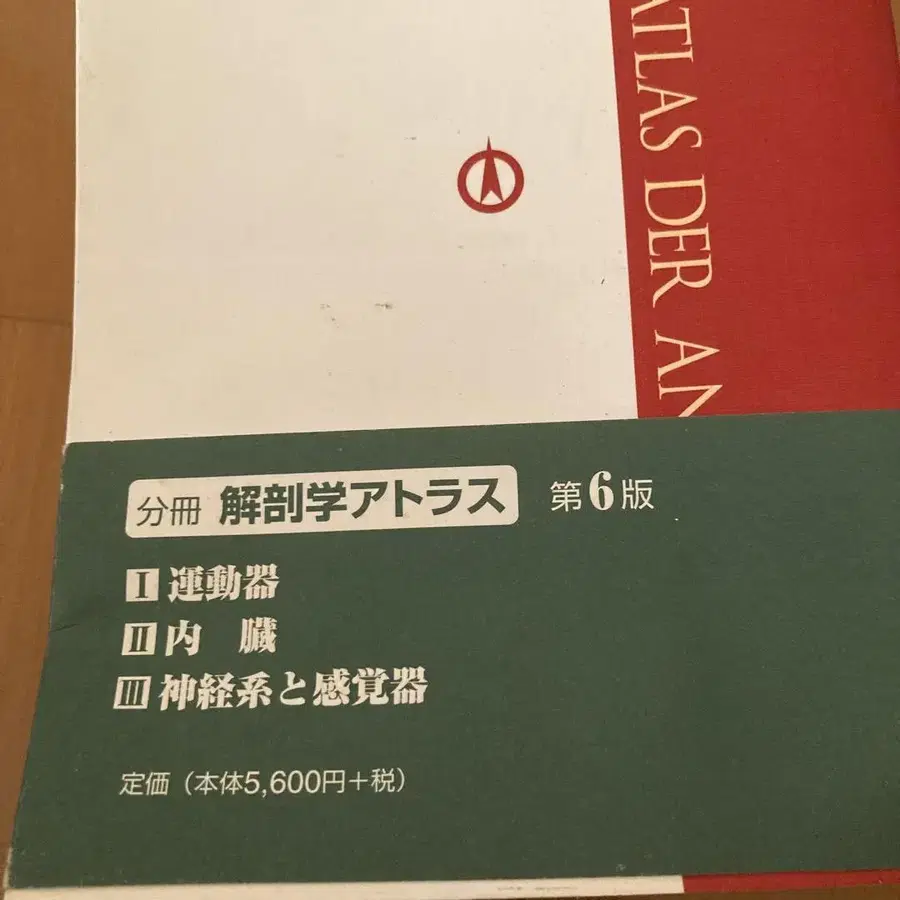 ATLAS DER AN
分冊 解剖学アトラス 第6版
I 運動器
II 内 臓
III 神経系と感覚器
定価（本体5,600円＋税）